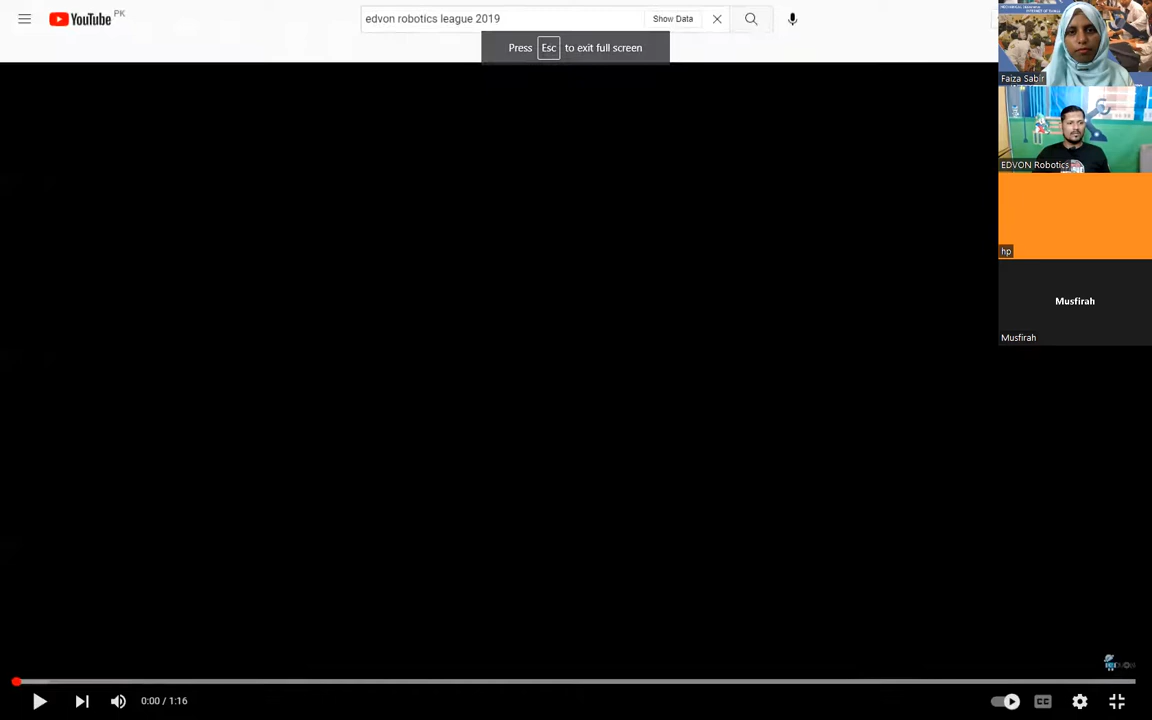 YouTube PK
edvon robotics league 2019
Show Data
Press Esc to exit full screen
Faiza Sabir
EDVON Robotics
hp
Musfirah
Musfirah
0:00 / 1:16
CC